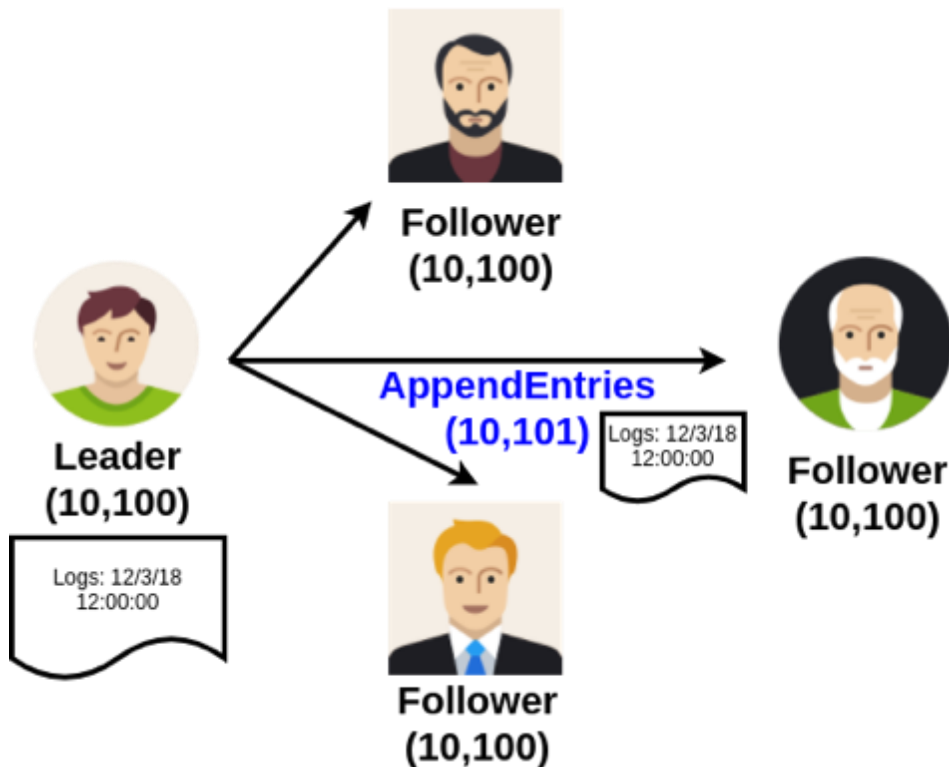 Follower
(10,100)
AppendEntries
(10,101)
Logs: 12/3/18
12:00:00
Leader
(10,100)
Follower
(10,100)
Logs: 12/3/18
12:00:00
Follower
(10,100)